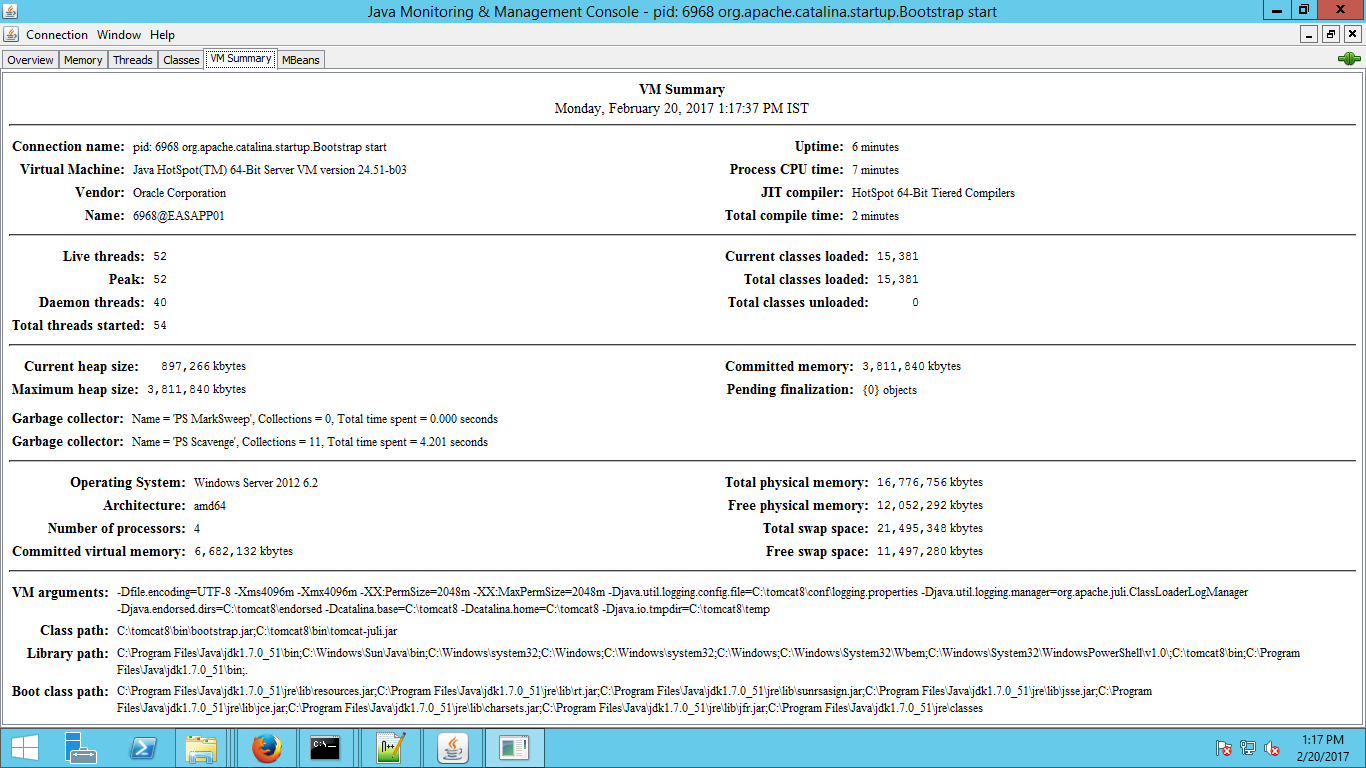 Java Monitoring & Management Console - pid: 6968 org.apache.catalina.startup.Bootstrap start
Connection Window Help
Overview Memory Threads Classes VM Summary MBeans
VM Summary
Monday, February 20, 2017 1:17:37 PM IST
Connection name: pid: 6968 org.apache.catalina.startup.Bootstrap start
Uptime: 6 minutes
Virtual Machine: Java HotSpot(TM) 64-Bit Server VM version 24.51-b03
Process CPU time: 7 minutes
Vendor: Oracle Corporation
JIT compiler: HotSpot 64-Bit Tiered Compilers
Name: 6968@EASAPP01
Total compile time: 2 minutes
Live threads: 52
Current classes loaded: 15,381
Peak: 52
Total classes loaded: 15,381
Daemon threads: 40
Total classes unloaded: 0
Total threads started: 54
Current heap size: 897,266 kbytes
Committed memory: 3,811,840 kbytes
Maximum heap size: 3,811,840 kbytes
Pending finalization: {0} objects
Garbage collector: Name = 'PS MarkSweep', Collections = 0, Total time spent = 0.000 seconds
Garbage collector: Name = 'PS Scavenge', Collections = 11, Total time spent = 4.201 seconds
Operating System: Windows Server 2012 6.2
Total physical memory: 16,776,756 kbytes
Architecture: amd64
Free physical memory: 12,052,292 kbytes
Number of processors: 4
Total swap space: 21,495,348 kbytes
Committed virtual memory: 6,682,132 kbytes
Free swap space: 11,497,280 kbytes
VM arguments: -Dfile.encoding=UTF-8 -Xms4096m -Xmx4096m -XX:PermSize=2048m -XX:MaxPermSize=2048m -Djava.util.logging.config.file=C:\tomcat8\conf\logging.properties -Djava.util.logging.manager=org.apache.juli.ClassLoaderLogManager
-Djava.endorsed.dirs=C:\tomcat8\endorsed -Dcatalina.base=C:\tomcat8 -Dcatalina.home=C:\tomcat8 -Djava.io.tmpdir=C:\tomcat8\temp
Class path: C:\tomcat8\bin\bootstrap.jar;C:\tomcat8\bin\tomcat-juli.jar
Library path: C:\Program Files\Java\jdk1.7.0_51\bin;C:\Windows\Sun\Java\bin;C:\Windows\system32;C:\Windows;C:\Windows\system32;C:\Windows;C:\Windows\System32\Wbem;C:\Windows\System32\WindowsPowerShell\v1.0\;C:\tomcat8\bin;C:\Program
Files\Java\jdk1.7.0_51\bin;.
Boot class path: C:\Program Files\Java\jdk1.7.0_51\jre\lib\resources.jar;C:\Program Files\Java\jdk1.7.0_51\jre\lib\rt.jar;C:\Program Files\Java\jdk1.7.0_51\jre\lib\sunrsasign.jar;C:\Program Files\Java\jdk1.7.0_51\jre\lib\jsse.jar;C:\Program
Files\Java\jdk1.7.0_51\jre\lib\jce.jar;C:\Program Files\Java\jdk1.7.0_51\jre\lib\charsets.jar;C:\Program Files\Java\jdk1.7.0_51\jre\lib\jfr.jar;C:\Program Files\Java\jdk1.7.0_51\jre\classes
1:17 PM
2/20/2017